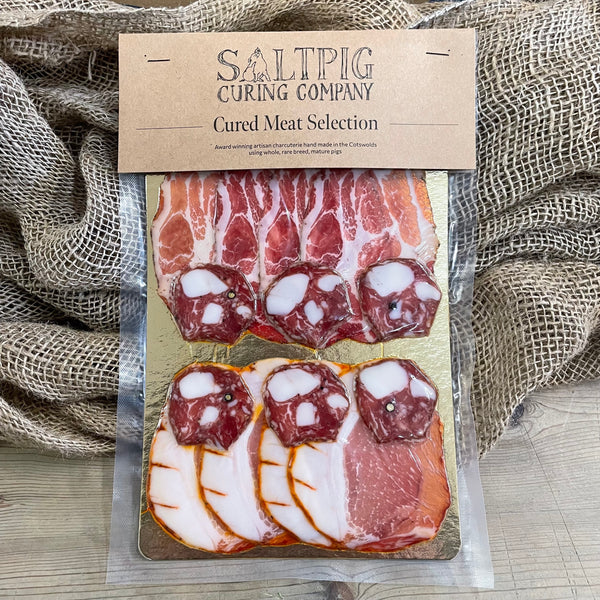 SALTPIG
CURING COMPANY
Cured Meat Selection
Award winning artisan charcuterie hand made in the Cotswolds
using whole, rare breed, mature pigs